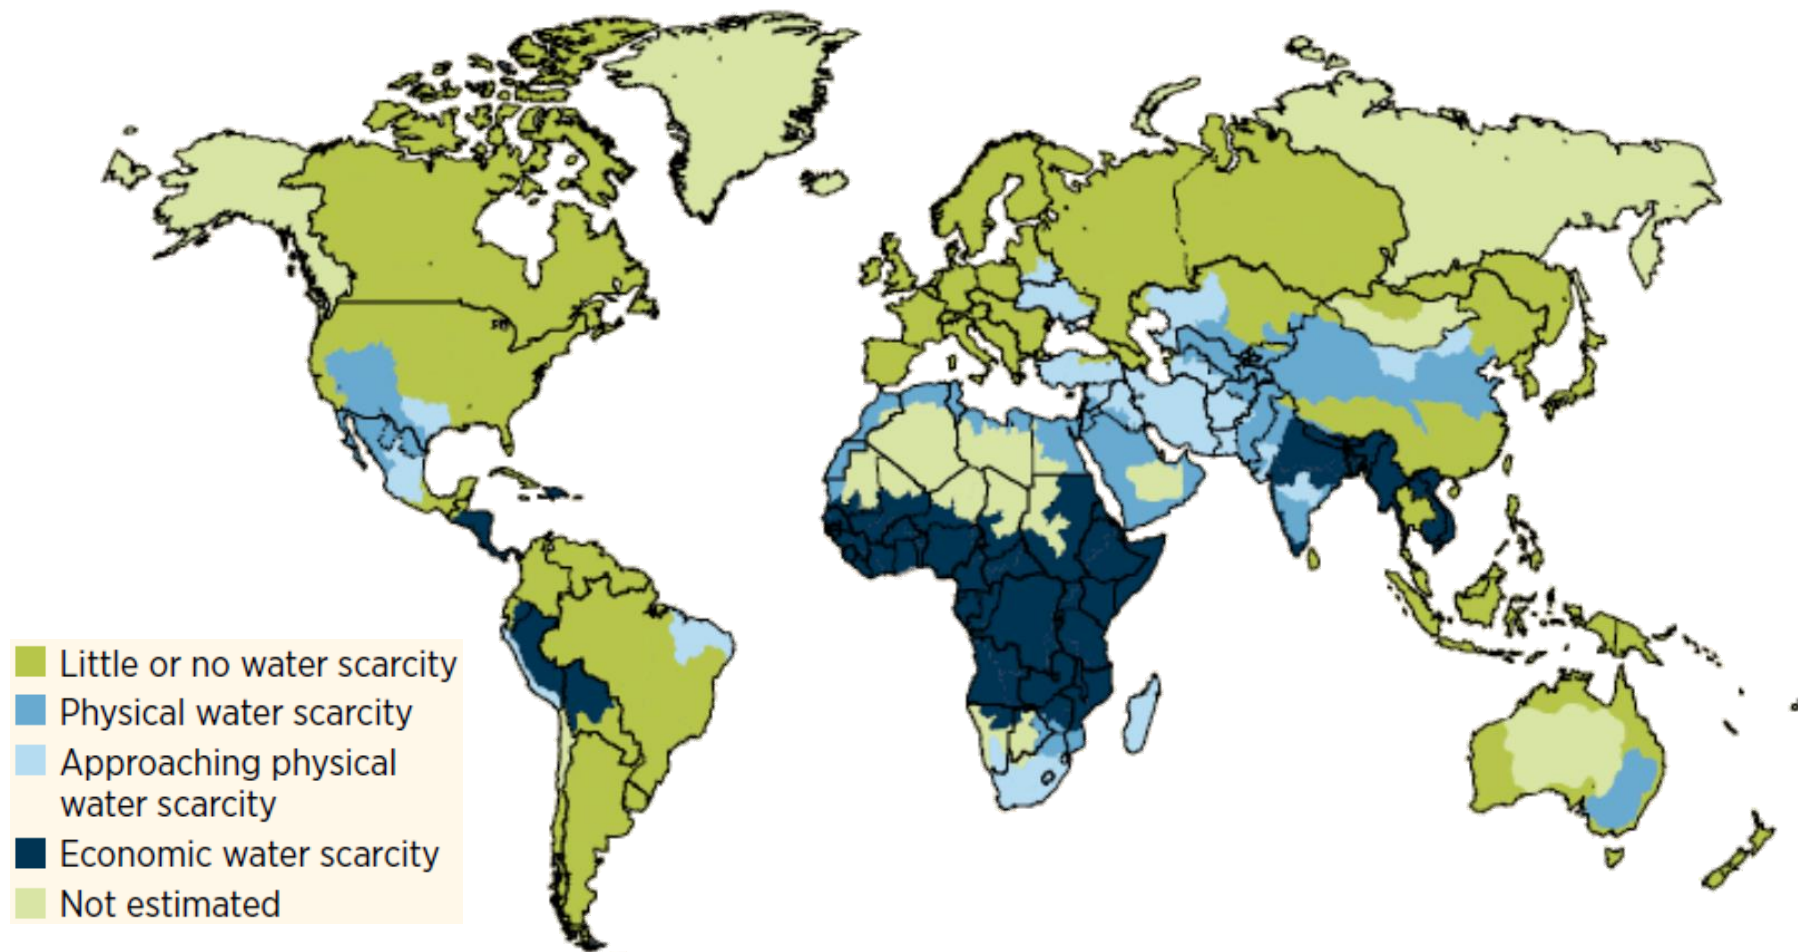 Little or no water scarcity
Physical water scarcity
Approaching physical
water scarcity
Economic water scarcity
Not estimated